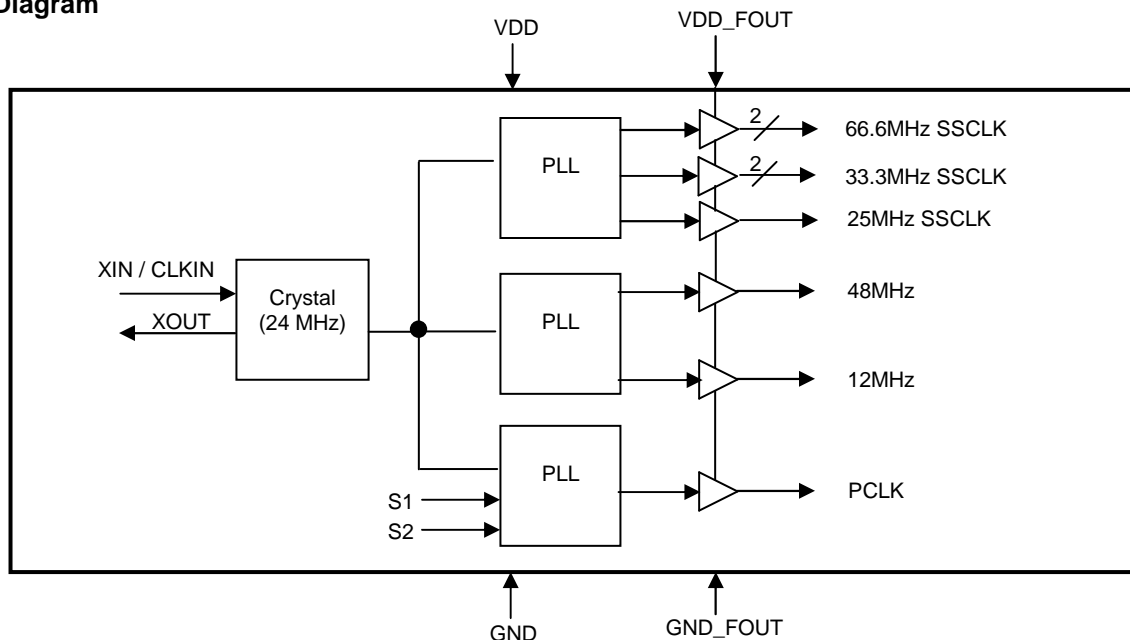 Diagram
VDD
VDD_FOUT
2
66.6MHz SSCLK
PLL
2
33.3MHz SSCLK
25MHz SSCLK
XIN / CLKIN
Crystal
(24 MHz)
XOUT
PLL
48MHz
12MHz
PLL
S1
S2
PCLK
GND
GND_FOUT